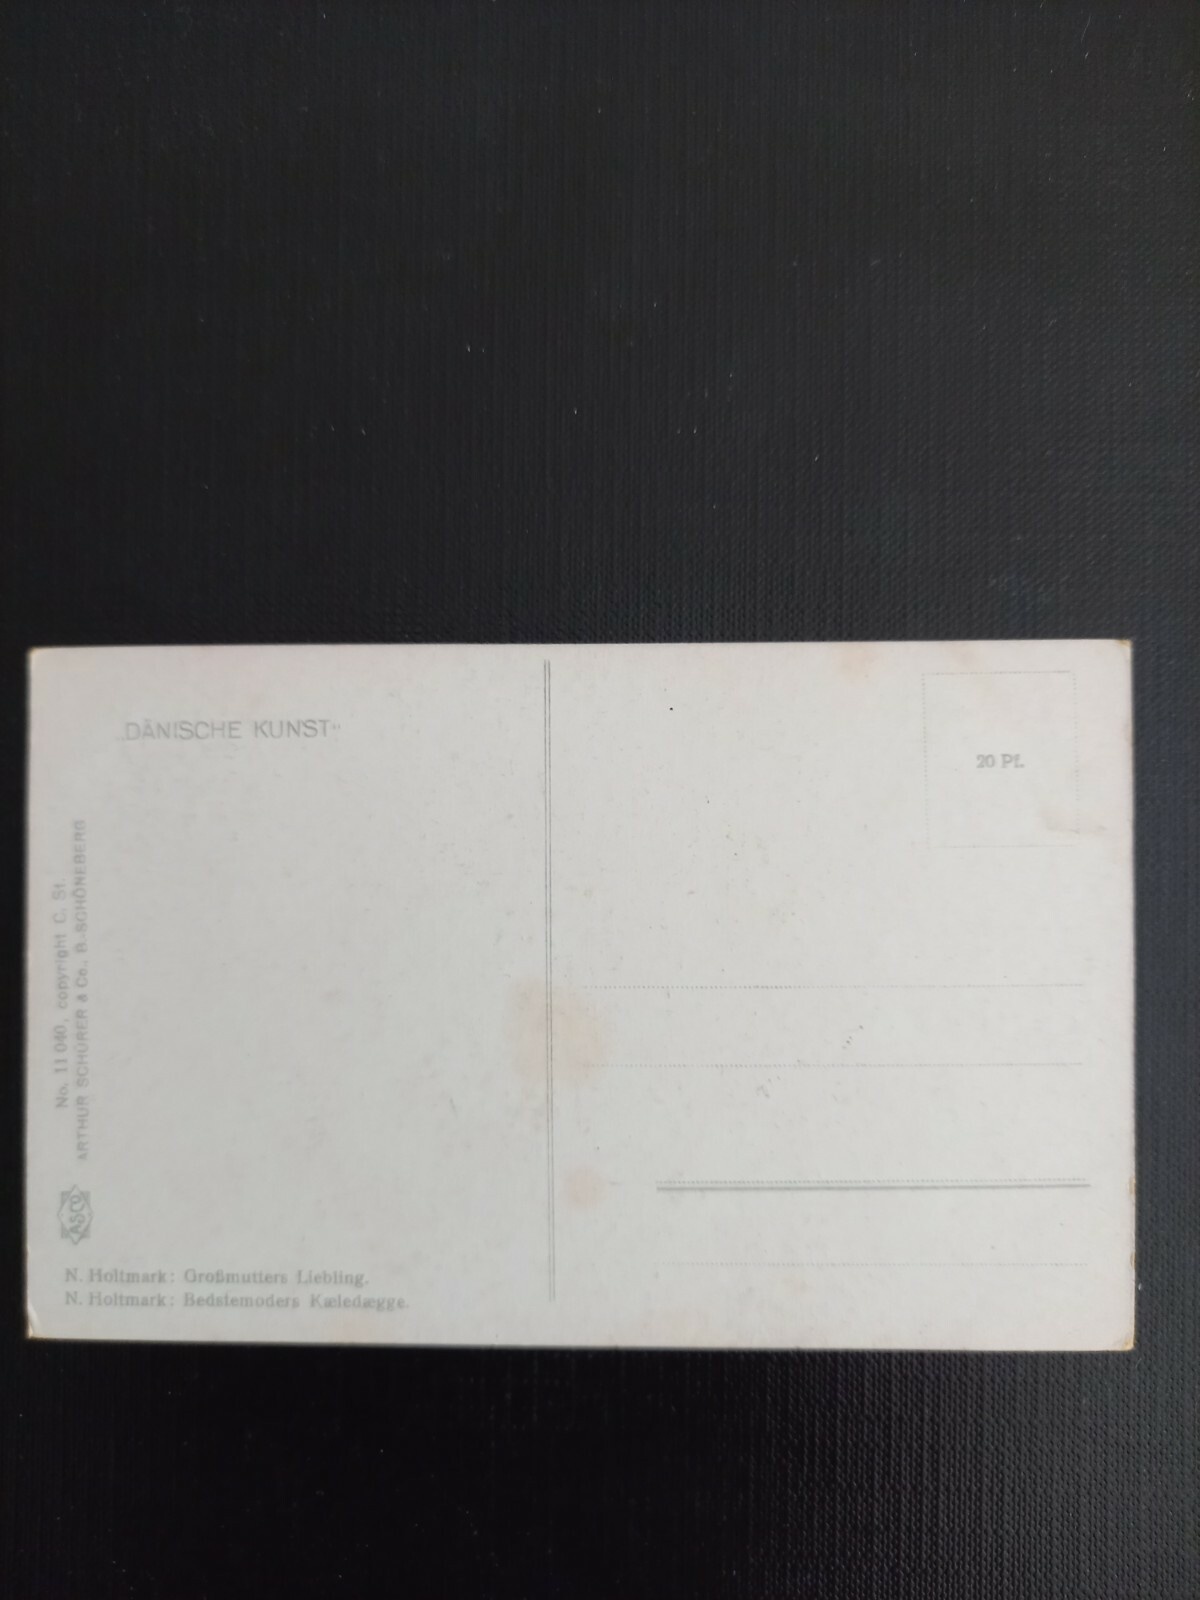 „DÄNISCHE KUNST“
20 Pf.
No. 11 040, copyright C. St.
ARTHUR SCHÜRER & Co., B.-SCHÖNEBERG
ASCO
N. Holtmark: Großmutters Liebling.
N. Holtmark: Bedstemoders Kæledægge.